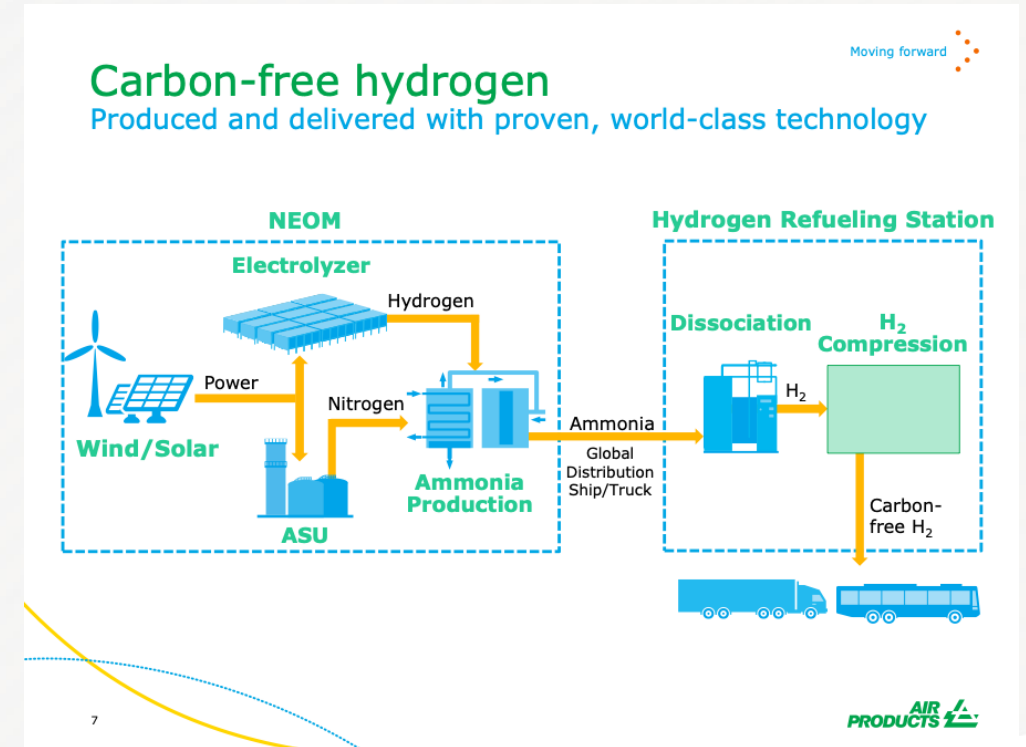 Moving forward
Carbon-free hydrogen
Produced and delivered with proven, world-class technology
NEOM
Electrolyzer
Hydrogen
Power
Nitrogen
Wind/Solar
ASU
Ammonia
Production
Ammonia
Global
Distribution
Ship/Truck
Hydrogen Refueling Station
Dissociation
H₂
H₂
Compression
Carbon-
free H₂
7
AIR
PRODUCTS